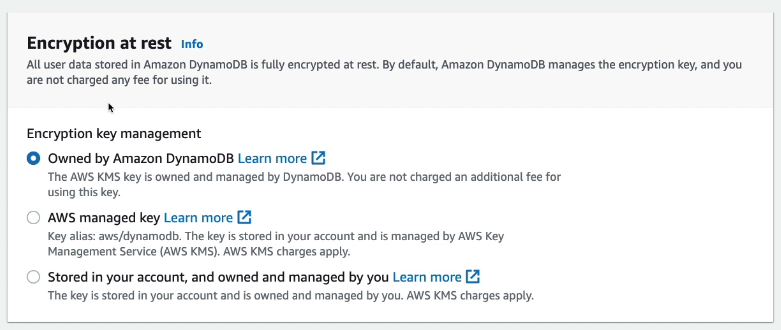 Encryption at rest Info
All user data stored in Amazon DynamoDB is fully encrypted at rest. By default, Amazon DynamoDB manages the encryption key, and you
are not charged any fee for using it.
Encryption key management
Owned by Amazon DynamoDB Learn more
The AWS KMS key is owned and managed by DynamoDB. You are not charged an additional fee for
using this key.
AWS managed key Learn more
Key alias: aws/dynamodb. The key is stored in your account and is managed by AWS Key
Management Service (AWS KMS). AWS KMS charges apply.
Stored in your account, and owned and managed by you Learn more
The key is stored in your account and is owned and managed by you. AWS KMS charges apply.